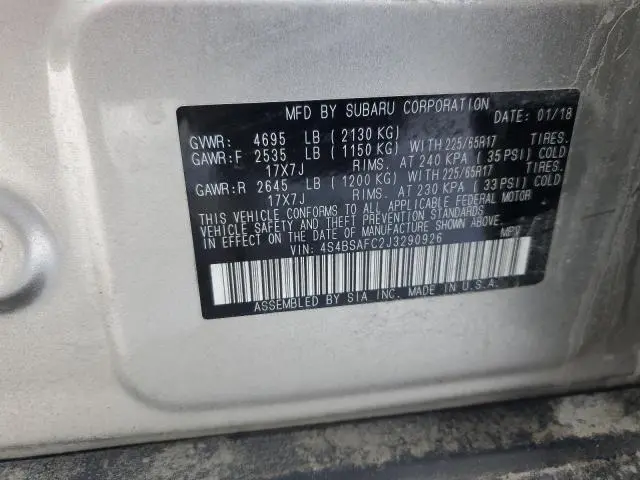 MFD BY SUBARU CORPORATION DATE: 01/18
GVWR: 4695 LB (2130 KG)
GAWR:F 2535 LB (1150 KG) WITH 225/65R17 TIRES.
17X7J RIMS. AT 240 KPA (35 PSI) COLD
GAWR:R 2645 LB (1200 KG) WITH 225/65R17 TIRES.
17X7J RIMS. AT 230 KPA (33 PSI) COLD
THIS VEHICLE CONFORMS TO ALL APPLICABLE FEDERAL MOTOR
VEHICLE SAFETY AND THEFT PREVENTION STANDARDS
IN EFFECT ON THE DATE OF MANUFACTURE SHOWN ABOVE.
VIN: 4S4BSAFC2J3290926 MPV
ASSEMBLED BY SIA INC. MADE IN U.S.A.